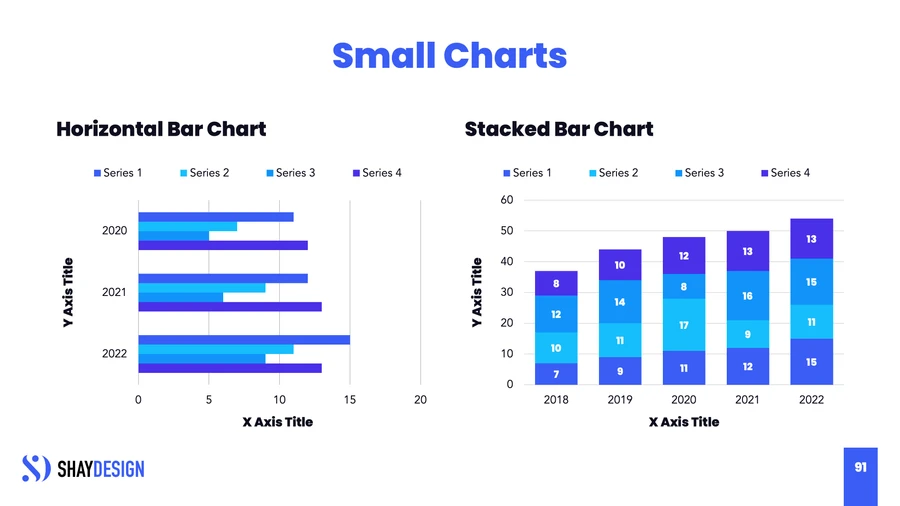 Small Charts
Horizontal Bar Chart
Series 1 Series 2 Series 3 Series 4
Y Axis Title
2020
2021
2022
0 5 10 15 20
X Axis Title
Stacked Bar Chart
Series 1 Series 2 Series 3 Series 4
Y Axis Title
60
50
40
30
20
10
0
8 12 10 7
10 14 11 9
12 8 17 11
13 16 9 12
13 15 11 15
2018 2019 2020 2021 2022
X Axis Title
SHAYDESIGN
91